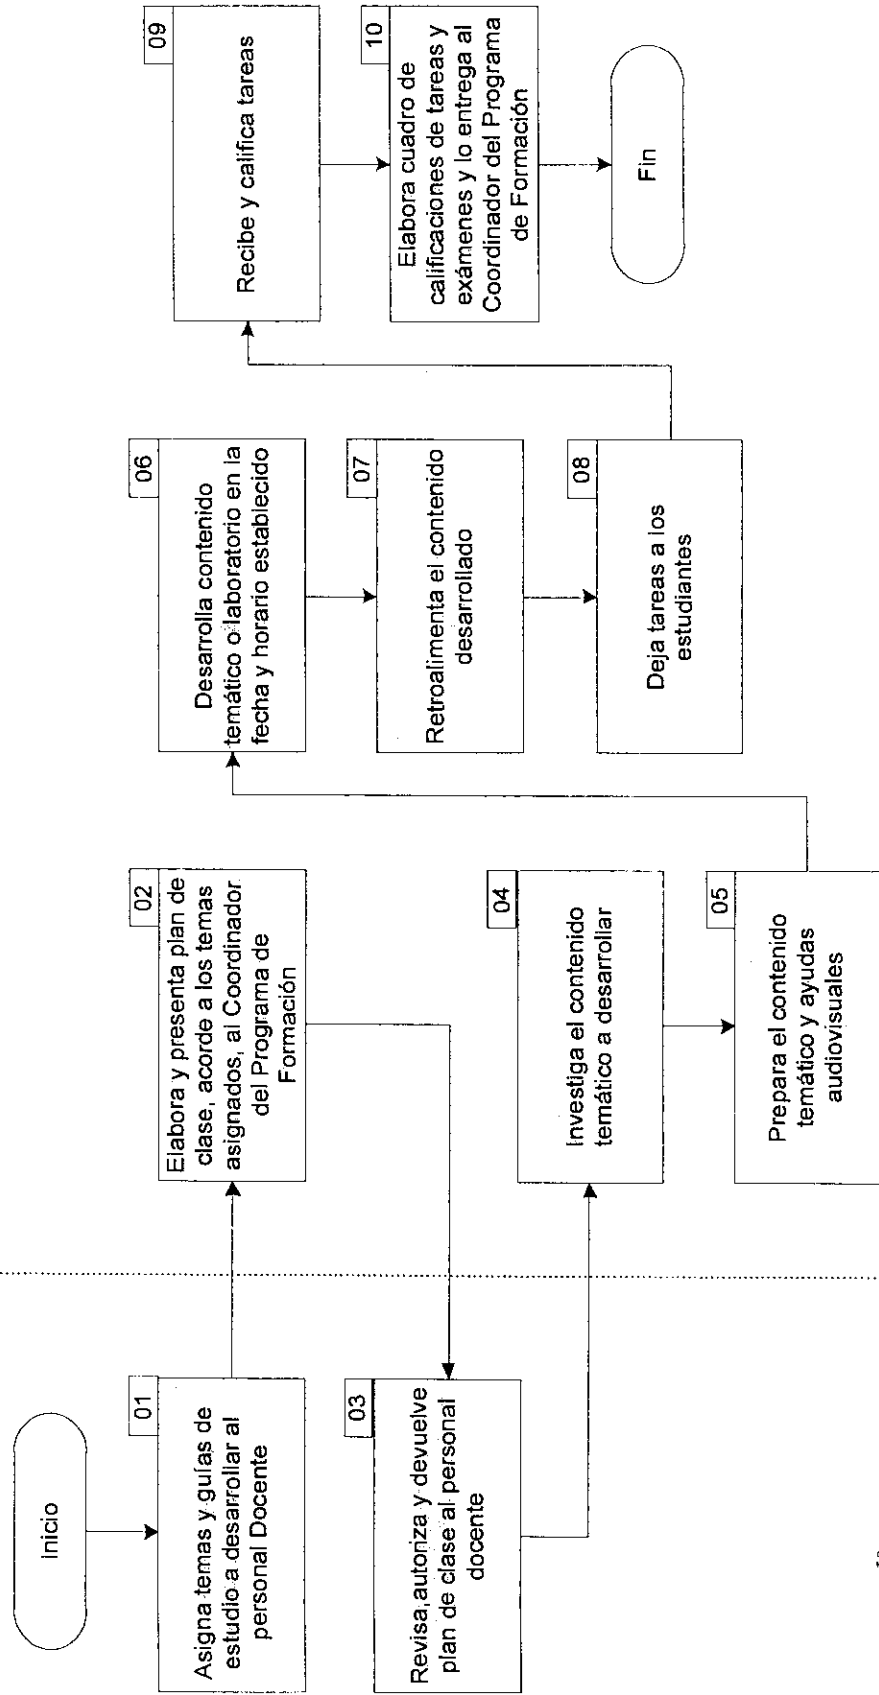 inicio
01
Asigna temas y guías de
estudio a desarrollar al
personal Docente
02
Elabora y presenta plan de
clase, acorde a los temas
asignados, al Coordinador
del Programa de
Formación
03
Revisa, autoriza y devuelve
plan de clase al personal
docente
04
Investiga el contenido
temático a desarrollar
05
Prepara el contenido
temático y ayudas
audiovisuales
06
Desarrolla contenido
temático o laboratorio en la
fecha y horario establecido
07
Retroalimenta el contenido
desarrollado
08
Deja tareas a los
estudiantes
09
Recibe y califica tareas
10
Elabora cuadro de
calificaciones de tareas y
exámenes y lo entrega al
Coordinador del Programa
de Formación
Fin